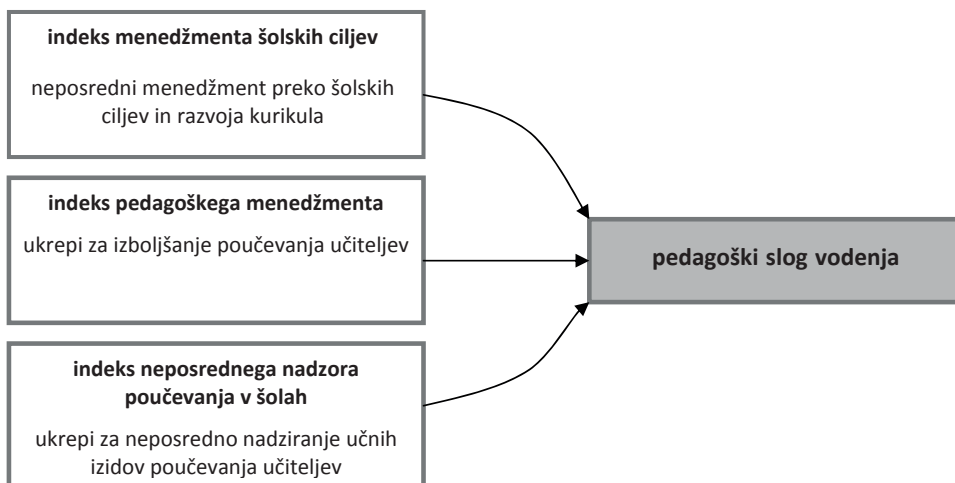 indeks menedžmenta šolskih ciljev
neposredni menedžment preko šolskih
ciljev in razvoja kurikula
indeks pedagoškega menedžmenta
ukrepi za izboljšanje poučevanja učiteljev
pedagoški slog vodenja
indeks neposrednega nadzora
poučevanja v šolah
ukrepi za neposredno nadziranje učnih
izidov poučevanja učiteljev